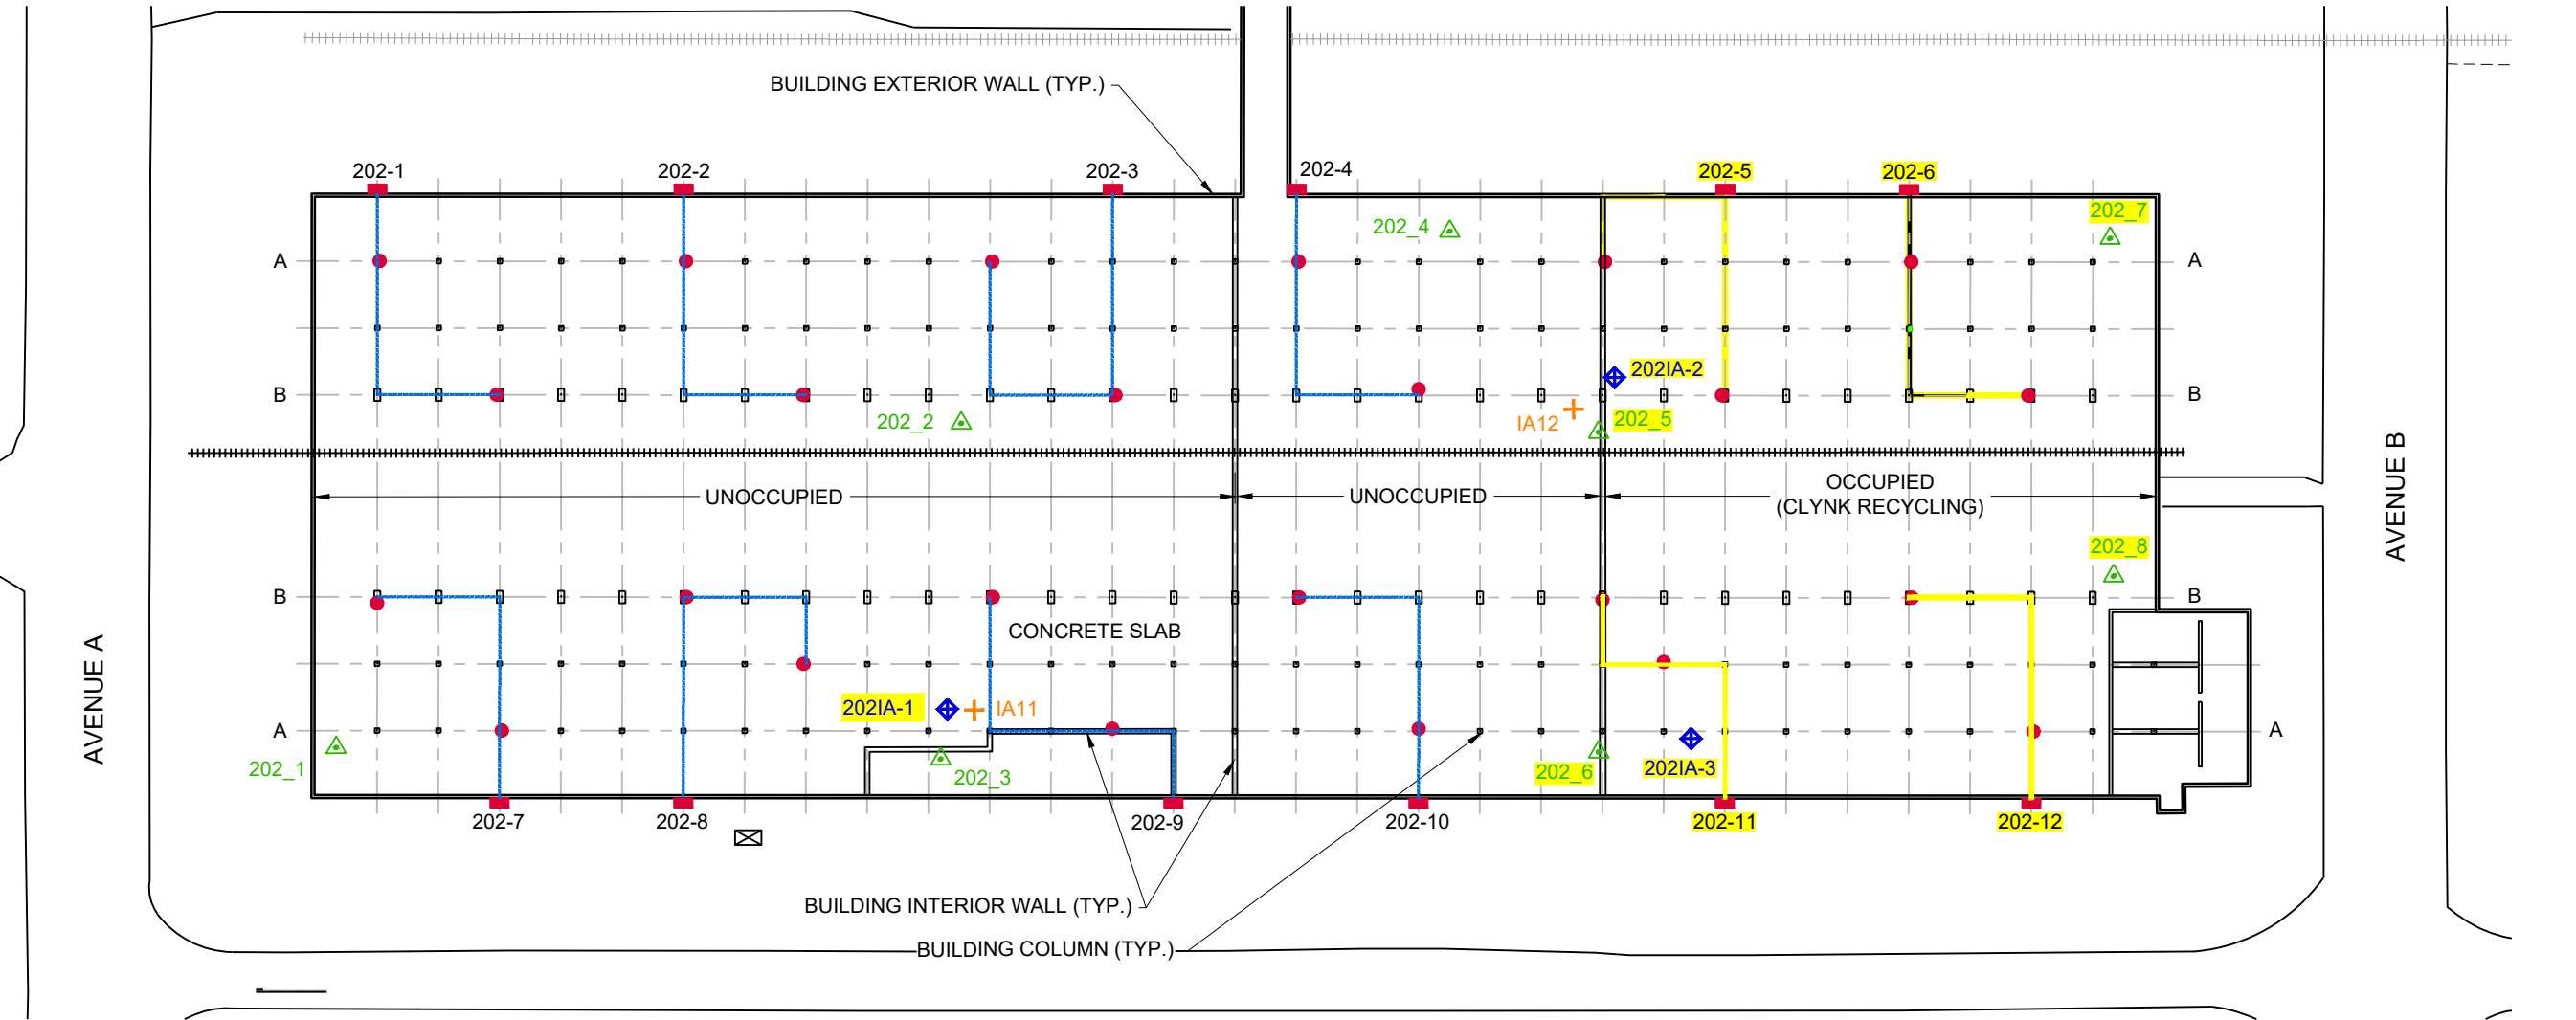 BUILDING EXTERIOR WALL (TYP.)
202-1
202-2
202-3
202-4
202-5
202-6
202_7
202_4
A
A
202IA-2
B
B
202_2
IA12
202_5
UNOCCUPIED
UNOCCUPIED
OCCUPIED
(CLYNK RECYCLING)
AVENUE B
202_8
B
B
CONCRETE SLAB
AVENUE A
202IA-1
IA11
A
A
202_1
202_3
202_6
202IA-3
202-7
202-8
202-9
202-10
202-11
202-12
BUILDING INTERIOR WALL (TYP.)
BUILDING COLUMN (TYP.)